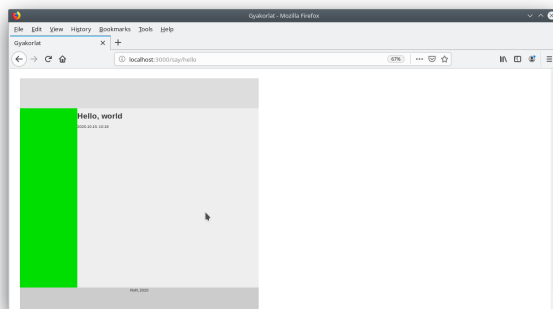 Gyakorlat - Mozilla Firefox
File Edit View History Bookmarks Tools Help
Gyakorlat
localhost:3000/say/hello 67%
Hello, world